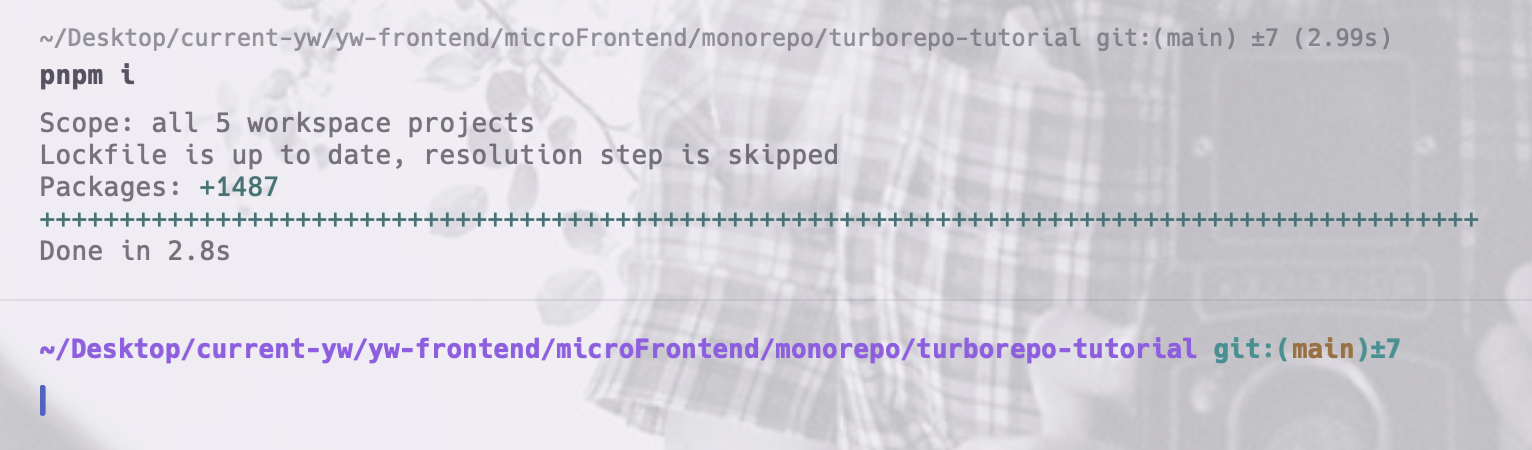 ~/Desktop/current-yw/yw-frontend/microFrontend/monorepo/turborepo-tutorial git:(main) ±7 (2.99s)
pnpm i
Scope: all 5 workspace projects
Lockfile is up to date, resolution step is skipped
Packages: +1487
++++++++++++++++++++++++++++++++++++++++++++++++++++++++++++++++++++++++++++++++++++++++++
Done in 2.8s
~/Desktop/current-yw/yw-frontend/microFrontend/monorepo/turborepo-tutorial git:(main)±7